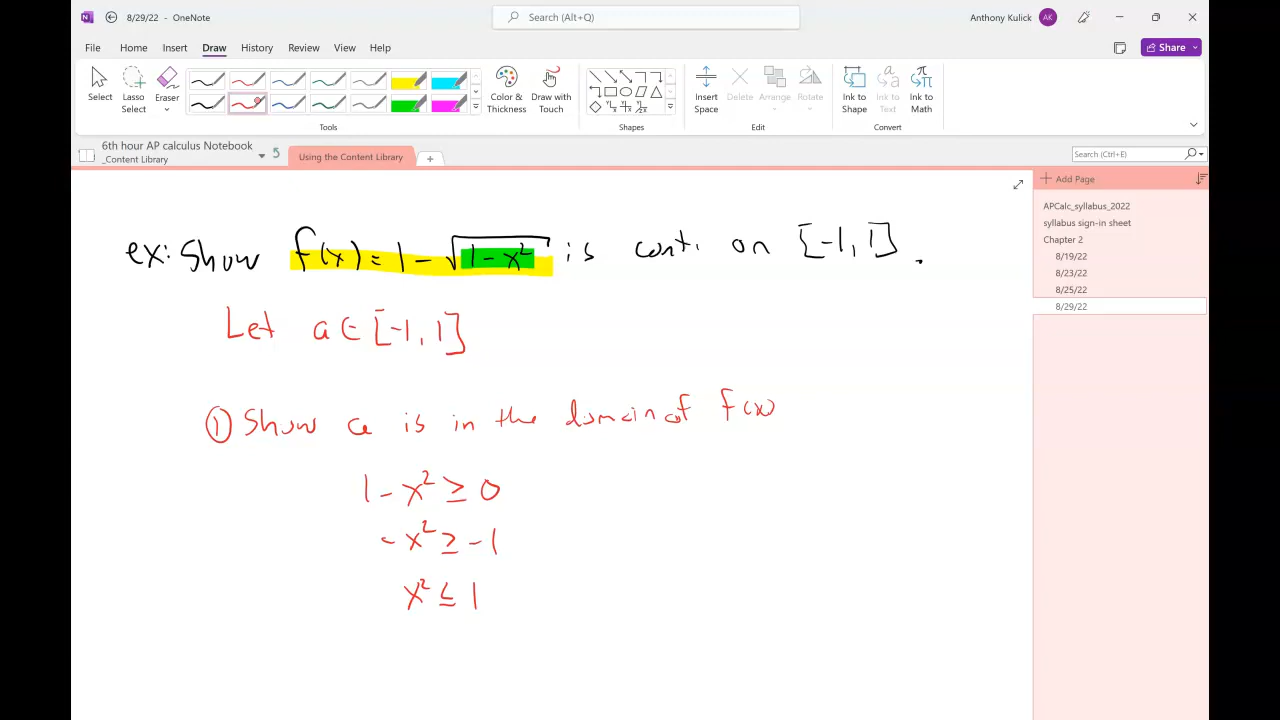 8/29/22 - OneNote
Search (Alt+Q)
Anthony Kulick
AK
File Home Insert Draw History Review View Help
Share
Select
Lasso Select
Eraser
Color & Thickness
Draw with Touch
Insert Space
Delete
Arrange
Rotate
Ink to Shape
Ink to Text
Ink to Math
Tools
Shapes
Edit
Convert
6th hour AP calculus Notebook
_Content Library
Using the Content Library
Search (Ctrl+E)
Add Page
APCalc_syllabus_2022
syllabus sign-in sheet
Chapter 2
8/19/22
8/23/22
8/25/22
8/29/22
ex: Show f(x) = 1 - √(1 - x²) is cont. on [-1, 1].
Let a ∈ [-1, 1]
① Show a is in the domain of f(x)
1 - x² ≥ 0
- x² ≥ -1
x² ≤ 1